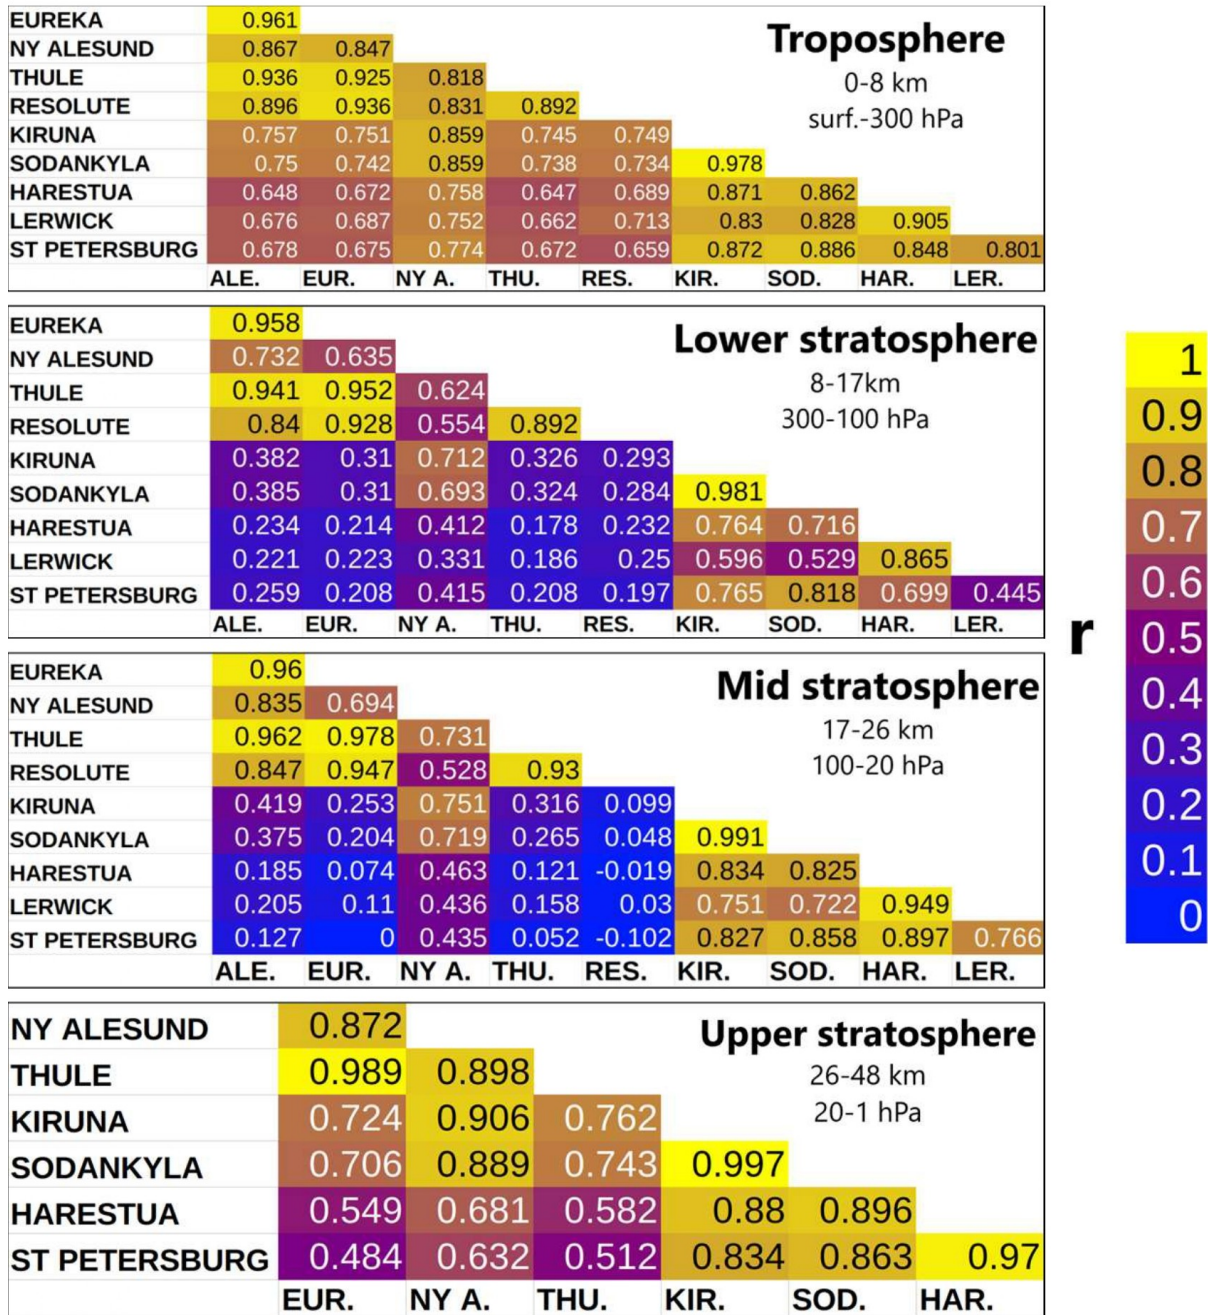 Troposphere
0-8 km
surf.-300 hPa
EUREKA 0.961
NY ALESUND 0.867 0.847
THULE 0.936 0.925 0.818
RESOLUTE 0.896 0.936 0.831 0.892
KIRUNA 0.757 0.751 0.859 0.745 0.749
SODANKYLA 0.75 0.742 0.859 0.738 0.734 0.978
HARESTUA 0.648 0.672 0.758 0.647 0.689 0.871 0.862
LERWICK 0.676 0.687 0.752 0.662 0.713 0.83 0.828 0.905
ST PETERSBURG 0.678 0.675 0.774 0.672 0.659 0.872 0.886 0.848 0.801
ALE. EUR. NY A. THU. RES. KIR. SOD. HAR. LER.
Lower stratosphere
8-17km
300-100 hPa
EUREKA 0.958
NY ALESUND 0.732 0.635
THULE 0.941 0.952 0.624
RESOLUTE 0.84 0.928 0.554 0.892
KIRUNA 0.382 0.31 0.712 0.326 0.293
SODANKYLA 0.385 0.31 0.693 0.324 0.284 0.981
HARESTUA 0.234 0.214 0.412 0.178 0.232 0.764 0.716
LERWICK 0.221 0.223 0.331 0.186 0.25 0.596 0.529 0.865
ST PETERSBURG 0.259 0.208 0.415 0.208 0.197 0.765 0.818 0.699 0.445
ALE. EUR. NY A. THU. RES. KIR. SOD. HAR. LER.
Mid stratosphere
17-26 km
100-20 hPa
EUREKA 0.96
NY ALESUND 0.835 0.694
THULE 0.962 0.978 0.731
RESOLUTE 0.847 0.947 0.528 0.93
KIRUNA 0.419 0.253 0.751 0.316 0.099
SODANKYLA 0.375 0.204 0.719 0.265 0.048 0.991
HARESTUA 0.185 0.074 0.463 0.121 -0.019 0.834 0.825
LERWICK 0.205 0.11 0.436 0.158 0.03 0.751 0.722 0.949
ST PETERSBURG 0.127 0 0.435 0.052 -0.102 0.827 0.858 0.897 0.766
ALE. EUR. NY A. THU. RES. KIR. SOD. HAR. LER.
Upper stratosphere
26-48 km
20-1 hPa
NY ALESUND 0.872
THULE 0.989 0.898
KIRUNA 0.724 0.906 0.762
SODANKYLA 0.706 0.889 0.743 0.997
HARESTUA 0.549 0.681 0.582 0.88 0.896
ST PETERSBURG 0.484 0.632 0.512 0.834 0.863 0.97
EUR. NY A. THU. KIR. SOD. HAR.
r
1
0.9
0.8
0.7
0.6
0.5
0.4
0.3
0.2
0.1
0